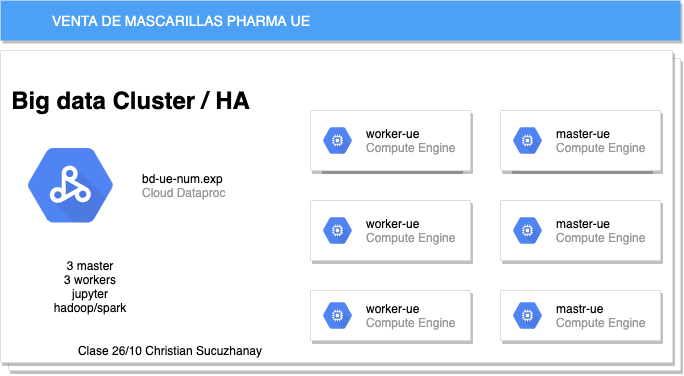 VENTA DE MASCARILLAS PHARMA UE
Big data Cluster / HA
bd-ue-num.exp
Cloud Dataproc
3 master
3 workers
jupyter
hadoop/spark
Clase 26/10 Christian Sucuzhanay
worker-ue
Compute Engine
master-ue
Compute Engine
worker-ue
Compute Engine
master-ue
Compute Engine
worker-ue
Compute Engine
mastr-ue
Compute Engine